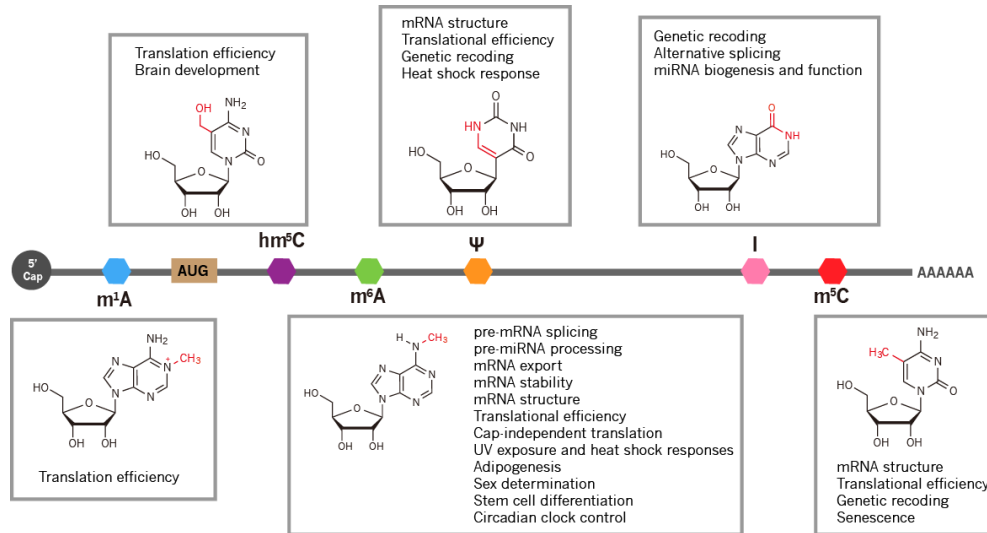 Translation efficiency
Brain development
OH
NH₂
N
N
O
HO
O
OH OH
mRNA structure
Translational efficiency
Genetic recoding
Heat shock response
O
HN
NH
O
HO
O
OH OH
Genetic recoding
Alternative splicing
miRNA biogenesis and function
O
N
NH
N
N
HO
O
OH OH
hm⁵C
Ψ
I
5'
Cap
AUG
AAAAAA
m¹A
m⁶A
m⁵C
NH₂
N
N⁺
CH₃
N
N
HO
O
OH OH
Translation efficiency
H
N
CH₃
N
N
N
N
HO
O
OH OH
pre-mRNA splicing
pre-miRNA processing
mRNA export
mRNA stability
mRNA structure
Translational efficiency
Cap-independent translation
UV exposure and heat shock responses
Adipogenesis
Sex determination
Stem cell differentiation
Circadian clock control
NH₂
H₃C
N
N
O
HO
O
OH OH
mRNA structure
Translational efficiency
Genetic recoding
Senescence